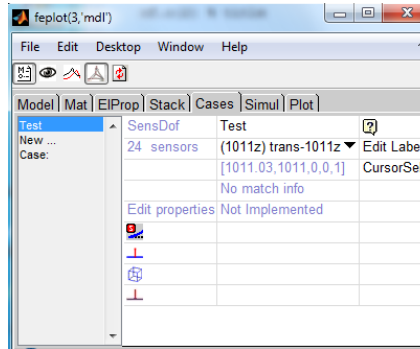 feplot(3,'mdl')
File Edit Desktop Window Help
Model Mat ElProp Stack Cases Simul Plot
Test
New ...
Case:
SensDof Test
24 sensors (1011z) trans-1011z Edit Labe
[1011.03,1011,0,0,1] CursorSe
No match info
Edit properties Not Implemented